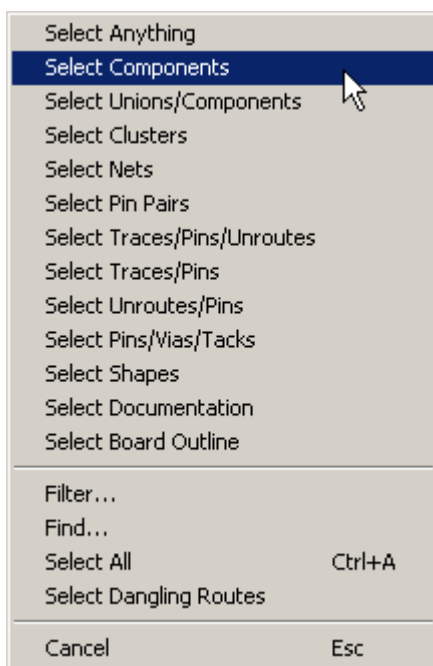 Select Anything
Select Components
Select Unions/Components
Select Clusters
Select Nets
Select Pin Pairs
Select Traces/Pins/Unroutes
Select Traces/Pins
Select Unroutes/Pins
Select Pins/Vias/Tacks
Select Shapes
Select Documentation
Select Board Outline
Filter...
Find...
Select All Ctrl+A
Select Dangling Routes
Cancel Esc